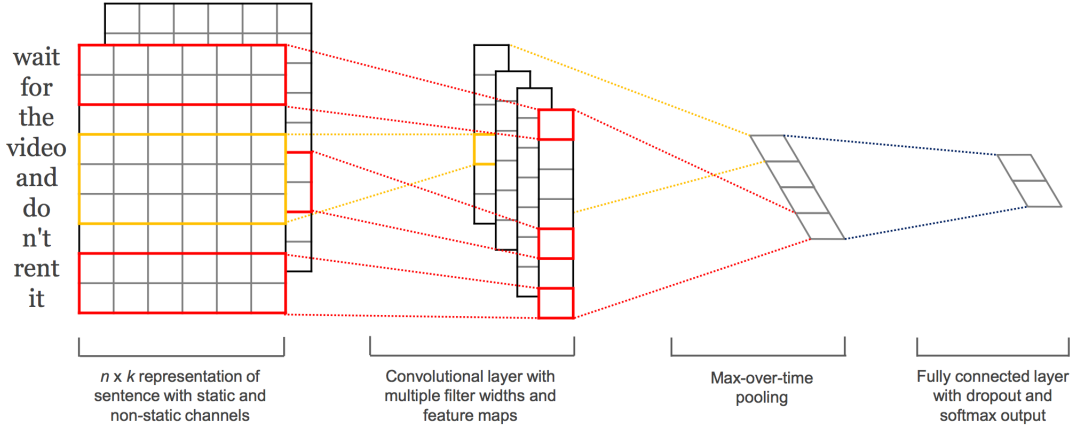 wait
for
the
video
and
do
n't
rent
it
n x k representation of
sentence with static and
non-static channels
Convolutional layer with
multiple filter widths and
feature maps
Max-over-time
pooling
Fully connected layer
with dropout and
softmax output